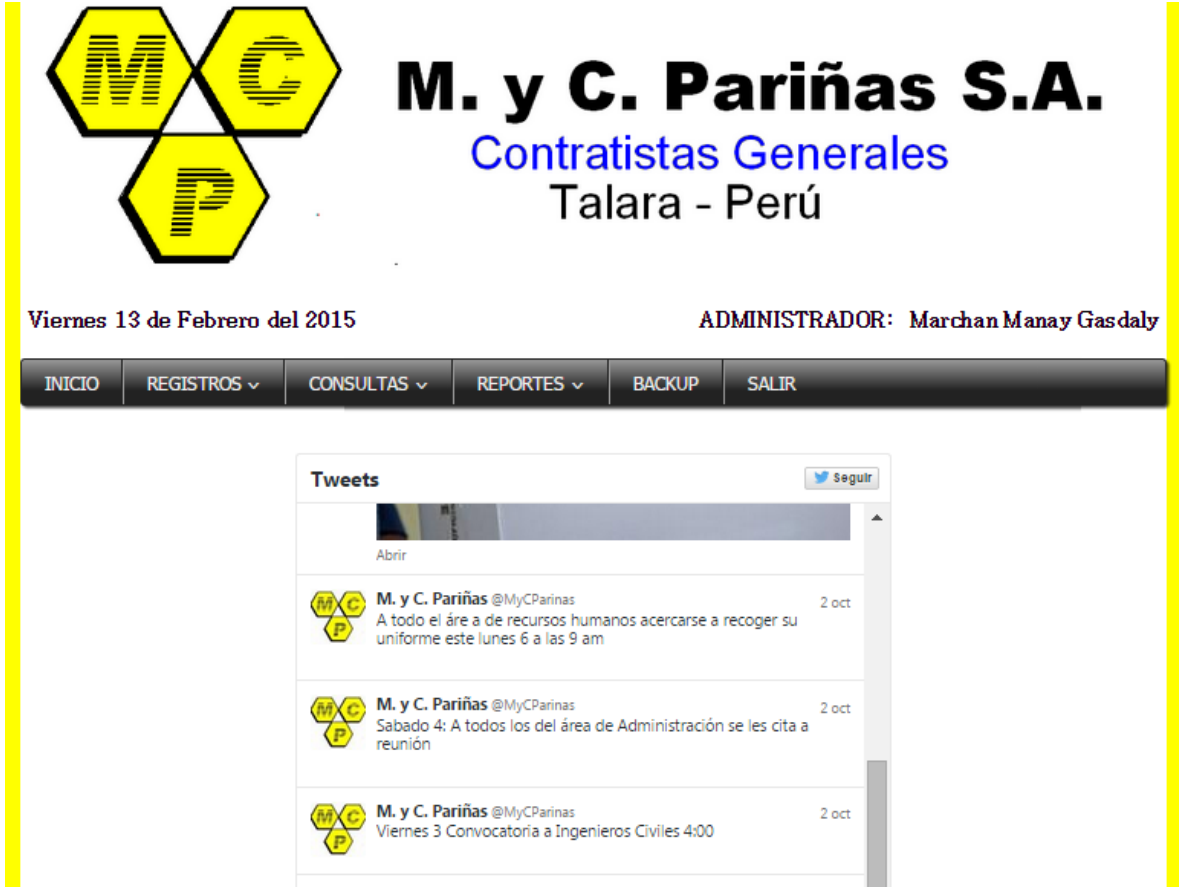 M C
P
M. y C. Pariñas S.A.
Contratistas Generales
Talara - Perú
Viernes 13 de Febrero del 2015 ADMINISTRADOR: Marchan Manay Gasdaly
INICIO REGISTROS CONSULTAS REPORTES BACKUP SALIR
Tweets Seguir
Abrir
M C
P
M. y C. Pariñas @MyCParinas 2 oct
A todo el áre a de recursos humanos acercarse a recoger su
uniforme este lunes 6 a las 9 am
M C
P
M. y C. Pariñas @MyCParinas 2 oct
Sabado 4: A todos los del área de Administración se les cita a
reunión
M C
P
M. y C. Pariñas @MyCParinas 2 oct
Viernes 3 Convocatoria a Ingenieros Civiles 4:00